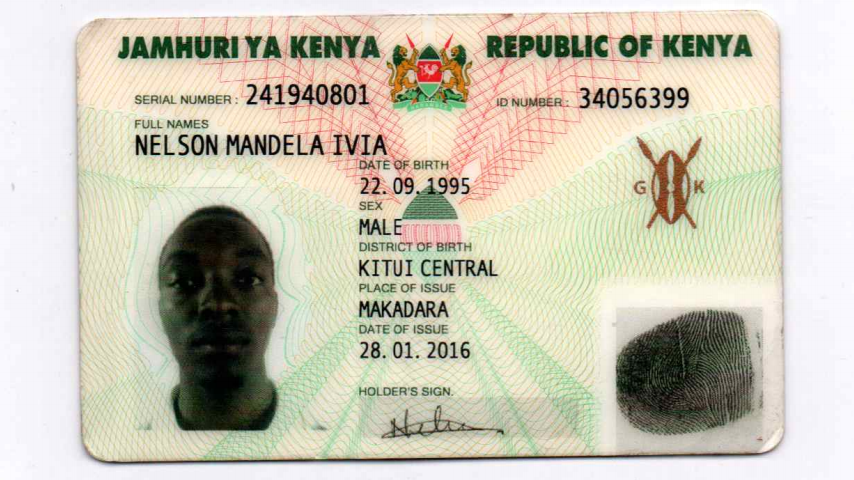 JAMHURI YA KENYA REPUBLIC OF KENYA
SERIAL NUMBER: 241940801 ID NUMBER: 34056399
FULL NAMES
NELSON MANDELA IVIA
DATE OF BIRTH
22.09.1995
SEX
MALE
DISTRICT OF BIRTH
KITUI CENTRAL
PLACE OF ISSUE
MAKADARA
DATE OF ISSUE
28.01.2016
HOLDER'S SIGN.
G K